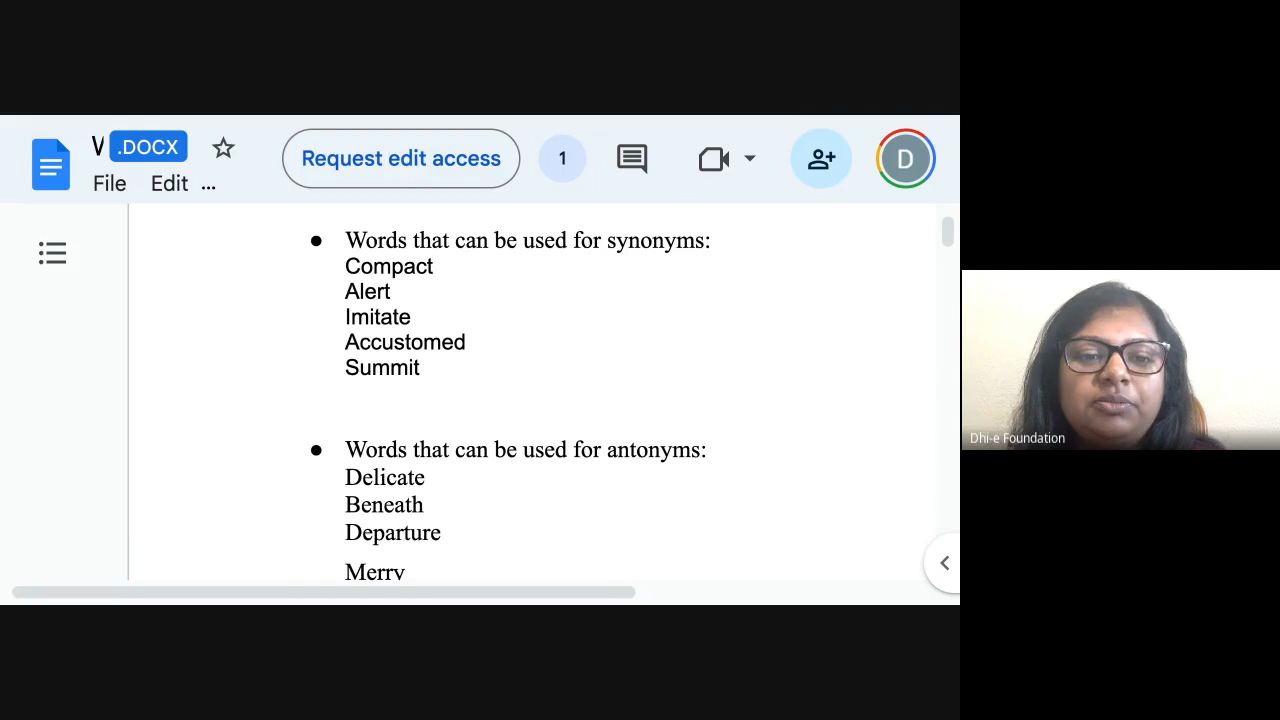 V .DOCX
File Edit ...
Request edit access
1
D
Words that can be used for synonyms:
Compact
Alert
Imitate
Accustomed
Summit
Words that can be used for antonyms:
Delicate
Beneath
Departure
Merry
Dhi-e Foundation